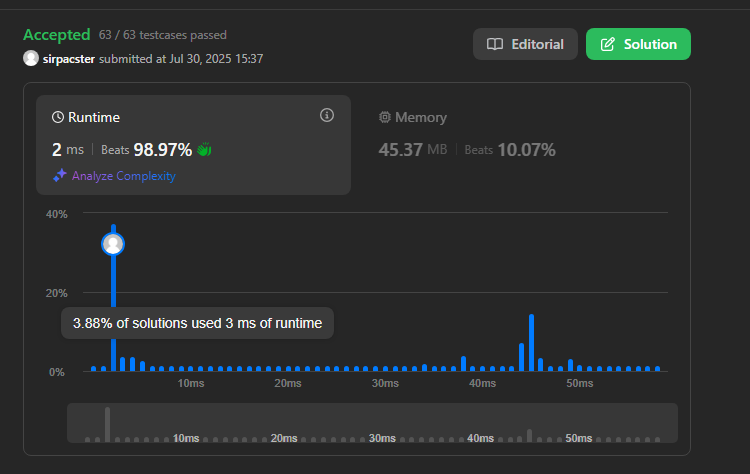 Accepted 63 / 63 testcases passed
Editorial
Solution
sirpacster submitted at Jul 30, 2025 15:37
Runtime
2 ms | Beats 98.97%
Analyze Complexity
Memory
45.37 MB | Beats 10.07%
40%
20%
0%
3.88% of solutions used 3 ms of runtime
10ms 20ms 30ms 40ms 50ms
10ms 20ms 30ms 40ms 50ms